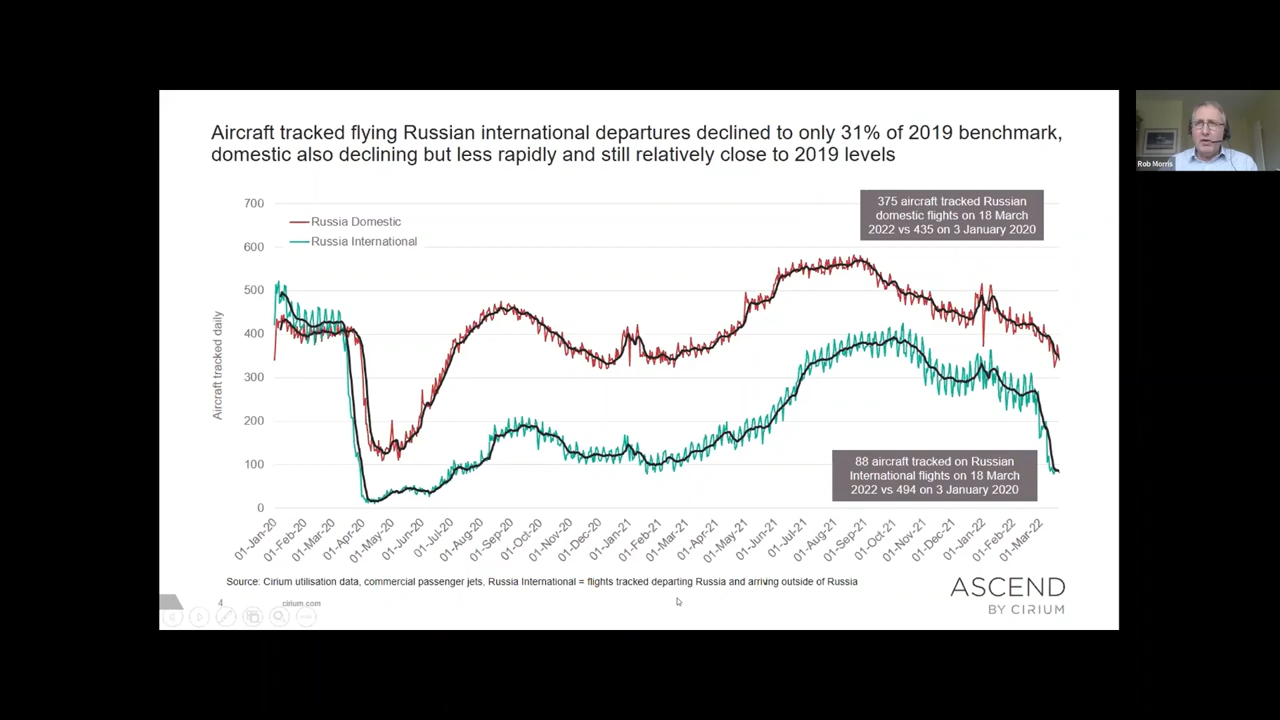 Aircraft tracked flying Russian international departures declined to only 31% of 2019 benchmark,
domestic also declining but less rapidly and still relatively close to 2019 levels
Rob Morris
700
600
500
400
300
200
100
0
Aircraft tracked daily
Russia Domestic
Russia International
375 aircraft tracked Russian
domestic flights on 18 March
2022 vs 435 on 3 January 2020
88 aircraft tracked on Russian
International flights on 18 March
2022 vs 494 on 3 January 2020
01-Jan-20
01-Feb-20
01-Mar-20
01-Apr-20
01-May-20
01-Jun-20
01-Jul-20
01-Aug-20
01-Sep-20
01-Oct-20
01-Nov-20
01-Dec-20
01-Jan-21
01-Feb-21
01-Mar-21
01-Apr-21
01-May-21
01-Jun-21
01-Jul-21
01-Aug-21
01-Sep-21
01-Oct-21
01-Nov-21
01-Dec-21
01-Jan-22
01-Feb-22
01-Mar-22
Source: Cirium utilisation data, commercial passenger jets, Russia International = flights tracked departing Russia and arriving outside of Russia
4
cirium.com
ASCEND
BY CIRIUM